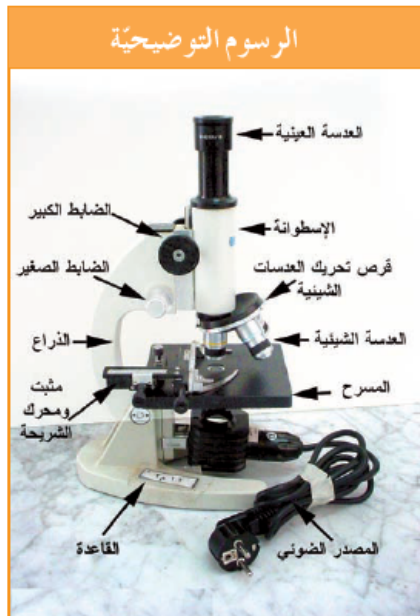 الرسوم التوضيحيّة
العدسة العينية
الضابط الكبير
الإسطوانة
الضابط الصغير
قرص تحريك العدسات
الشيئية
الذراع
العدسة الشيئية
مثبت
ومحرك
الشريحة
المسرح
القاعدة
المصدر الضوئي